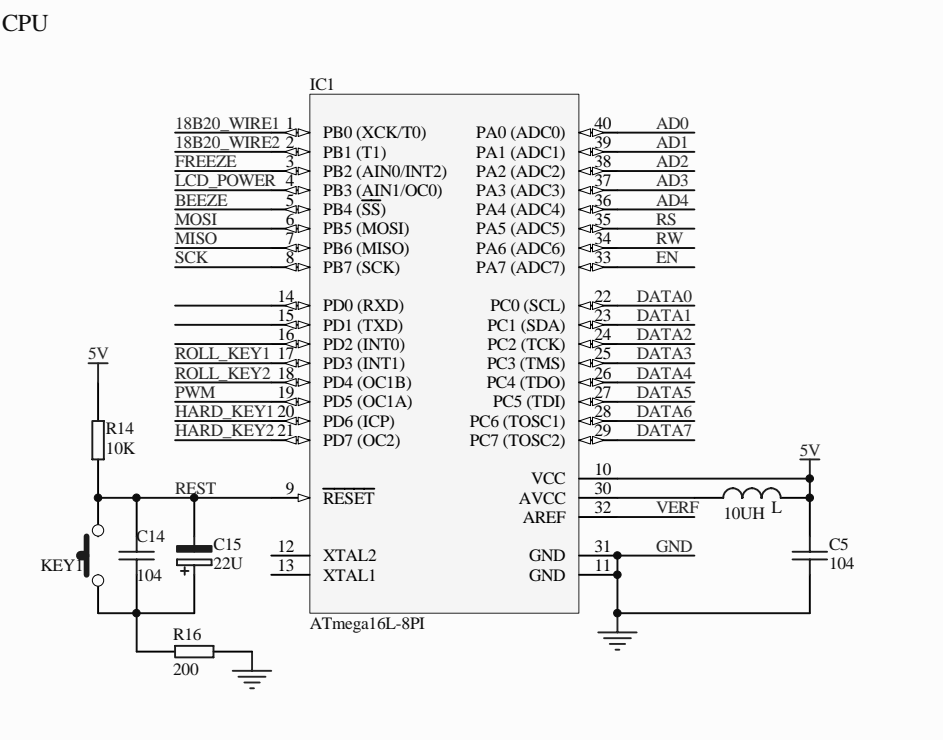 CPU
IC1
18B20_WIRE1 1 PB0 (XCK/T0) PA0 (ADC0) 40 AD0
18B20_WIRE2 2 PB1 (T1) PA1 (ADC1) 39 AD1
FREEZE 3 PB2 (AIN0/INT2) PA2 (ADC2) 38 AD2
LCD_POWER 4 PB3 (AIN1/OC0) PA3 (ADC3) 37 AD3
BEEZE 5 PB4 (SS) PA4 (ADC4) 36 AD4
MOSI 6 PB5 (MOSI) PA5 (ADC5) 35 RS
MISO 7 PB6 (MISO) PA6 (ADC6) 34 RW
SCK 8 PB7 (SCK) PA7 (ADC7) 33 EN
14 PD0 (RXD) PC0 (SCL) 22 DATA0
15 PD1 (TXD) PC1 (SDA) 23 DATA1
16 PD2 (INT0) PC2 (TCK) 24 DATA2
ROLL_KEY1 17 PD3 (INT1) PC3 (TMS) 25 DATA3
ROLL_KEY2 18 PD4 (OC1B) PC4 (TDO) 26 DATA4
PWM 19 PD5 (OC1A) PC5 (TDI) 27 DATA5
HARD_KEY1 20 PD6 (ICP) PC6 (TOSC1) 28 DATA6
HARD_KEY2 21 PD7 (OC2) PC7 (TOSC2) 29 DATA7
5V
R14
10K
5V
VCC 10
REST 9 RESET AVCC 30
AREF 32 VERF
10UH L
C14
104
C15
22U
+
KEY1
12 XTAL2 GND 31 GND
13 XTAL1 GND 11
C5
104
ATmega16L-8PI
R16
200